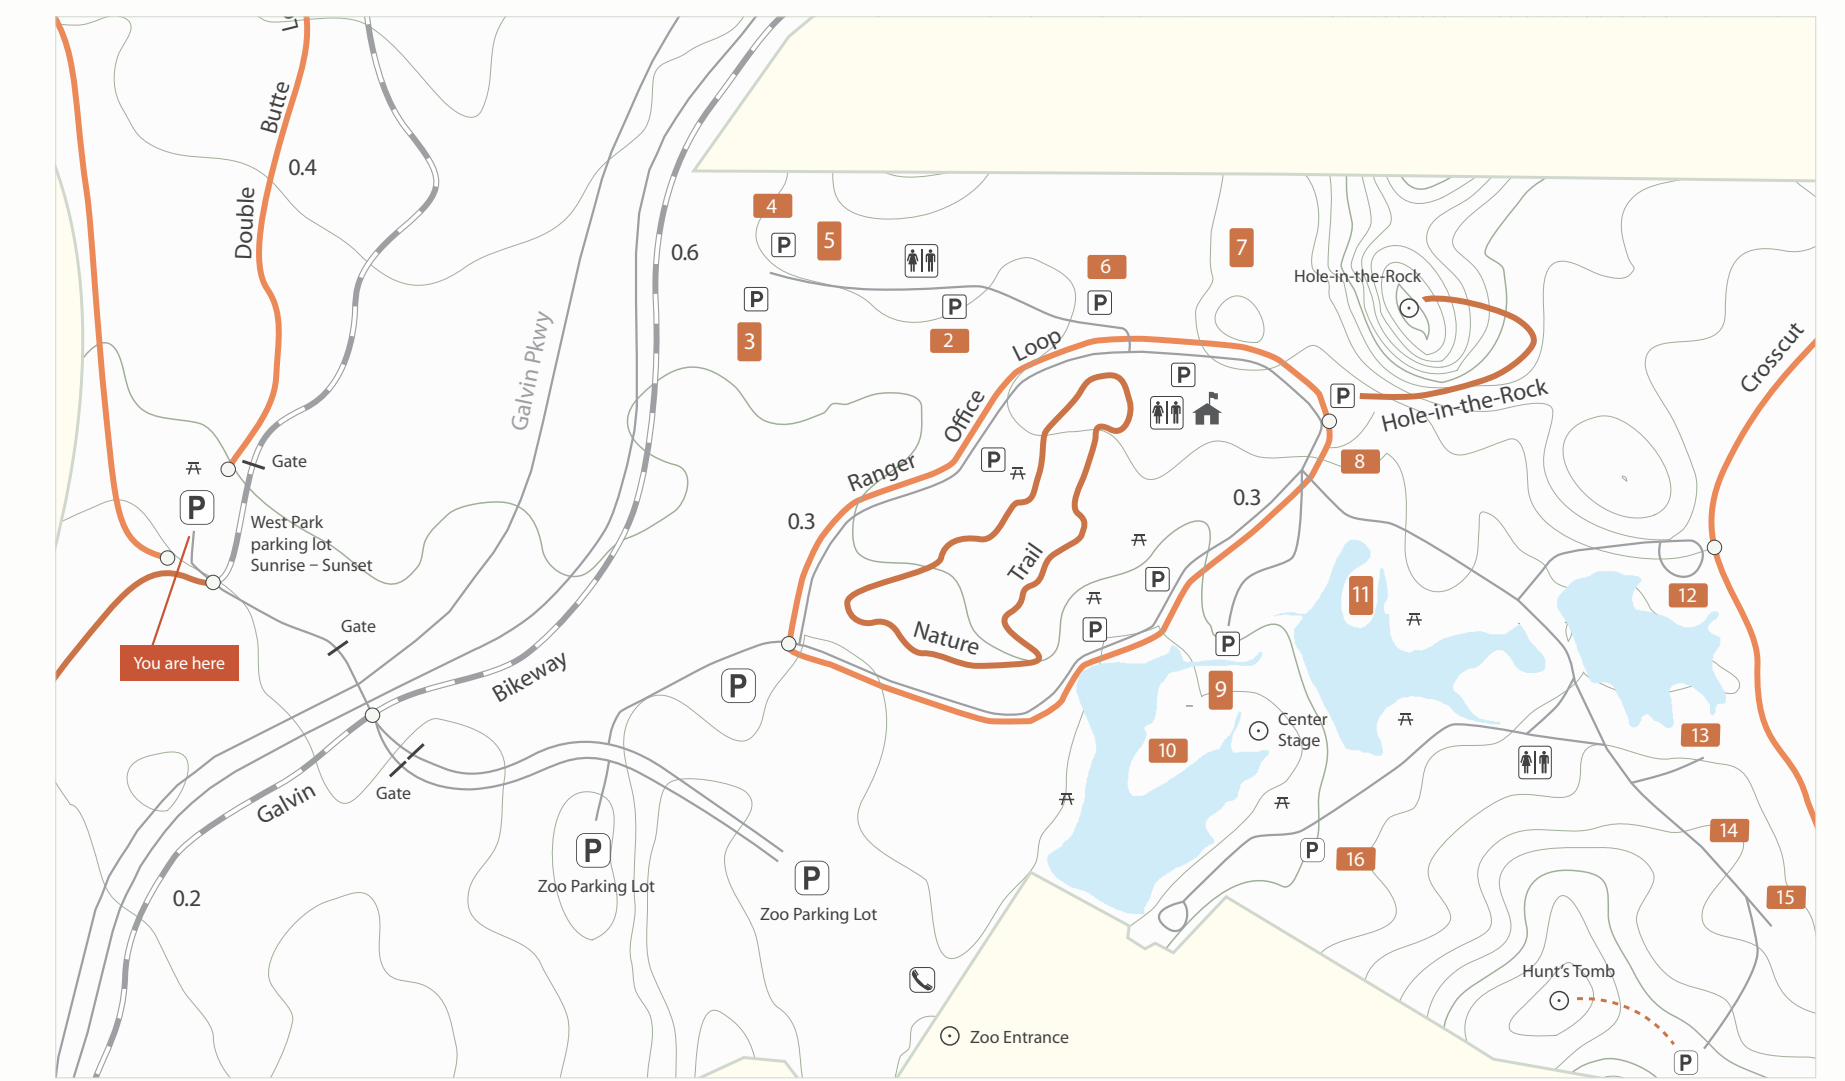 Butte
0.4
Double
0.6
Galvin Pkwy
4
5
6
7
3
2
P
P
P
P
P
Hole-in-the-Rock
Crosscut
Loop
Office
Ranger
P
P
Hole-in-the-Rock
8
P
0.3
0.3
Gate
P
West Park
parking lot
Sunrise – Sunset
Gate
You are here
Trail
Nature
P
P
P
11
12
Bikeway
P
9
10
Center
Stage
13
Galvin
Gate
P
Zoo Parking Lot
P
Zoo Parking Lot
0.2
P
16
14
15
Hunt's Tomb
Zoo Entrance
P